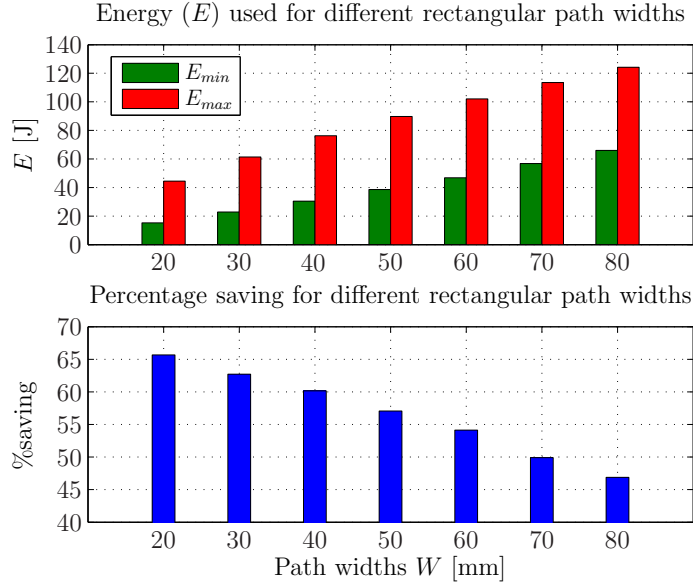 Energy (E) used for different rectangular path widths
140
120
100
80
60
40
20
0
E [J]
E_min
E_max
20 30 40 50 60 70 80
Percentage saving for different rectangular path widths
70
65
60
55
50
45
40
%saving
20 30 40 50 60 70 80
Path widths W [mm]